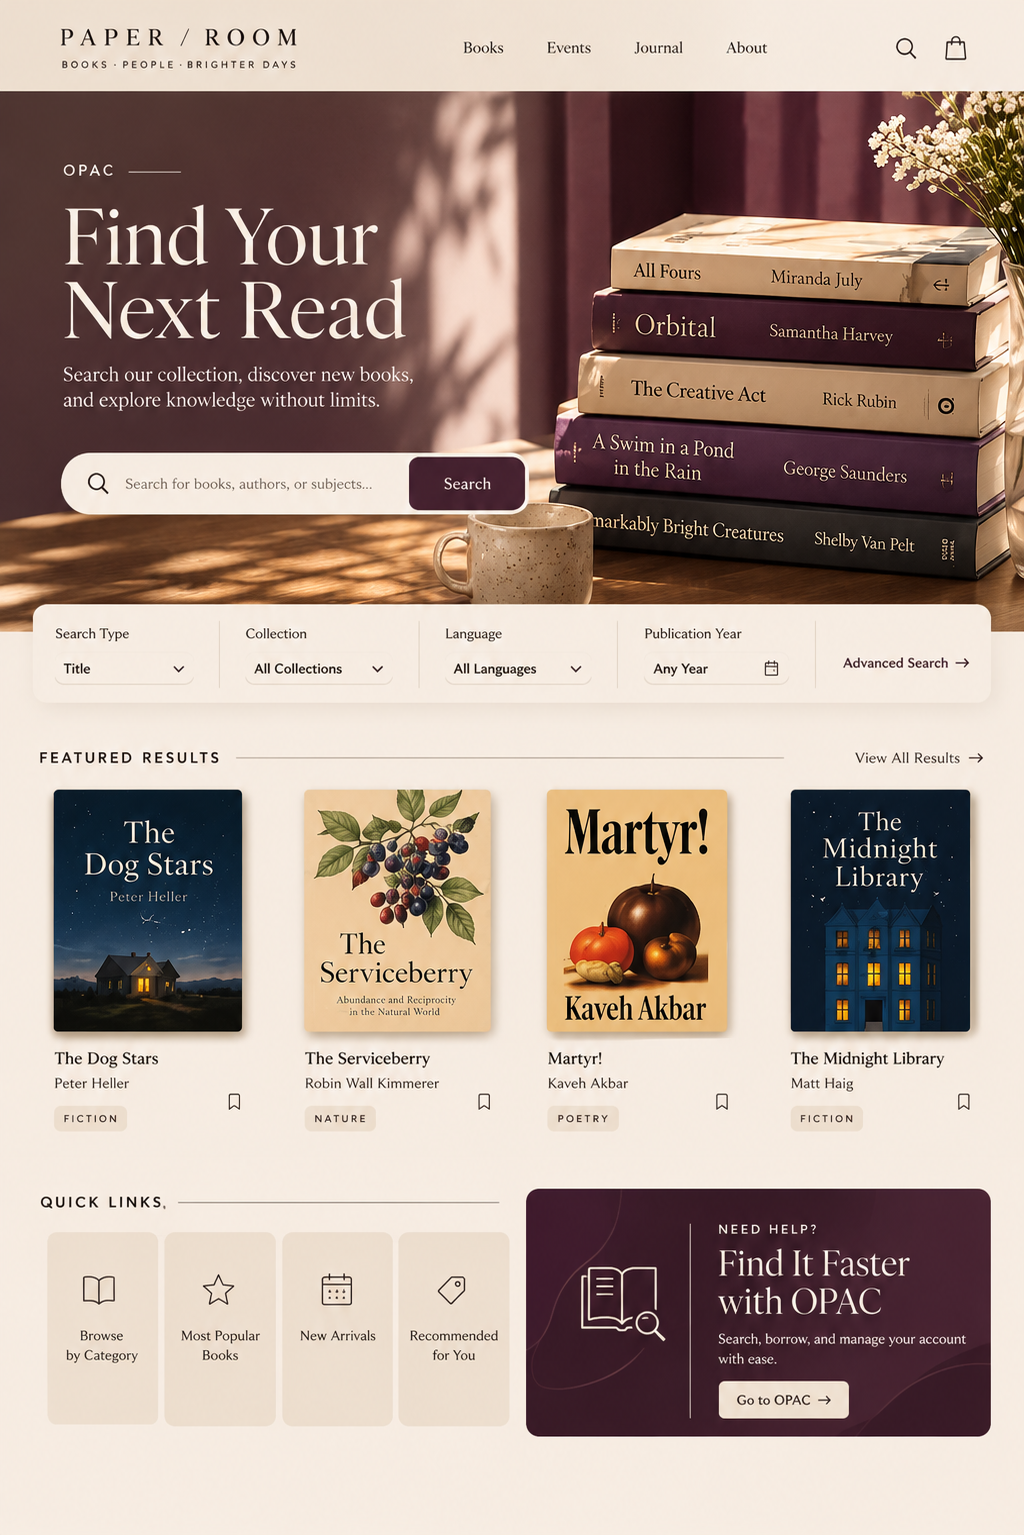 PAPER / ROOM
BOOKS · PEOPLE · BRIGHTER DAYS
Books
Events
Journal
About
OPAC
Find Your
Next Read
Search our collection, discover new books,
and explore knowledge without limits.
Search for books, authors, or subjects...
Search
All Fours Miranda July
Orbital Samantha Harvey
The Creative Act Rick Rubin
A Swim in a Pond
in the Rain
George Saunders
markably Bright Creatures Shelby Van Pelt
Search Type
Title
Collection
All Collections
Language
All Languages
Publication Year
Any Year
Advanced Search →
FEATURED RESULTS
View All Results →
The
Dog Stars
Peter Heller
The
Serviceberry
Abundance and Reciprocity
in the Natural World
Martyr!
Kaveh Akbar
The
Midnight
Library
The Dog Stars
Peter Heller
FICTION
The Serviceberry
Robin Wall Kimmerer
NATURE
Martyr!
Kaveh Akbar
POETRY
The Midnight Library
Matt Haig
FICTION
QUICK LINKS,
Browse
by Category
Most Popular
Books
New Arrivals
Recommended
for You
NEED HELP?
Find It Faster
with OPAC
Search, borrow, and manage your account
with ease.
Go to OPAC →